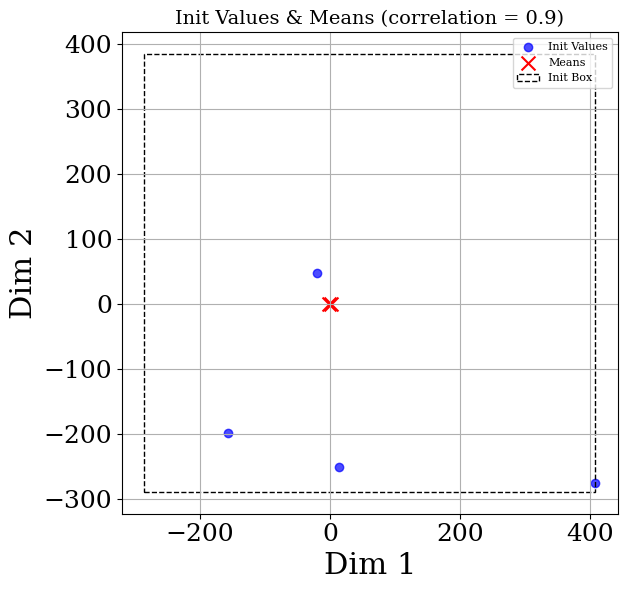 Init Values & Means (correlation = 0.9)
Init Values
Means
Init Box
400
300
200
100
0
−100
−200
−300
Dim 2
−200
0
200
400
Dim 1